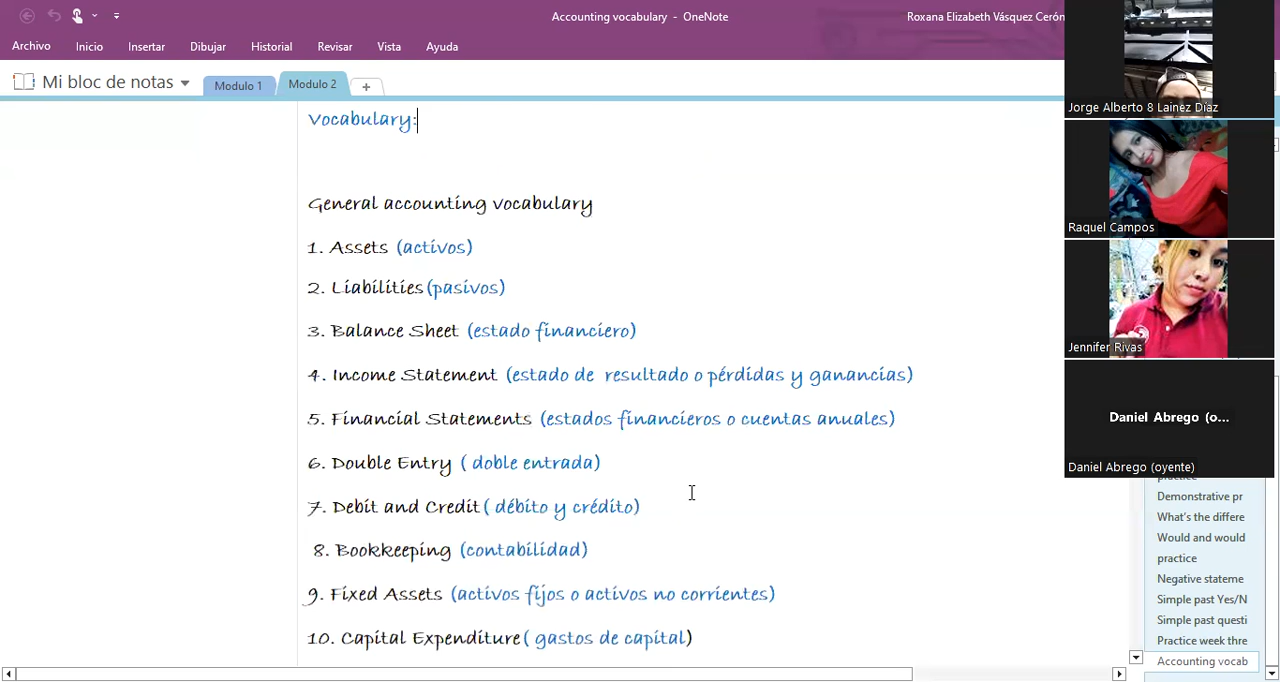 Accounting vocabulary - OneNote
Roxana Elizabeth Vásquez Cerón
Archivo Inicio Insertar Dibujar Historial Revisar Vista Ayuda
Mi bloc de notas Modulo 1 Modulo 2 +
Vocabulary:
General accounting vocabulary
1. Assets (activos)
2. Liabilities (pasivos)
3. Balance Sheet (estado financiero)
4. Income Statement (estado de resultado o pérdidas y ganancias)
5. Financial Statements (estados financieros o cuentas anuales)
6. Double Entry ( doble entrada)
7. Debit and Credit ( débito y crédito)
8. Bookkeeping (contabilidad)
9. Fixed Assets (activos fijos o activos no corrientes)
10. Capital Expenditure ( gastos de capital)
Jorge Alberto 8 Lainez Díaz
Raquel Campos
Jennifer Rivas
Daniel Abrego (o...
Daniel Abrego (oyente)
practice
Demonstrative pr
What's the differe
Would and would
practice
Negative stateme
Simple past Yes/N
Simple past questi
Practice week thre
Accounting vocab